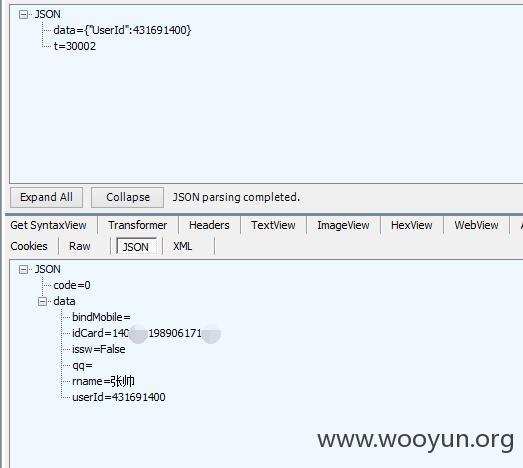 JSON
data={"UserId":431691400}
t=30002
Expand All Collapse JSON parsing completed.
Get SyntaxView Transformer Headers TextView ImageView HexView WebView
Cookies Raw JSON XML
JSON
code=0
data
bindMobile=
idCard=140 198906171
issw=False
qq=
rname=张帅
userId=431691400
www.wooyun.org